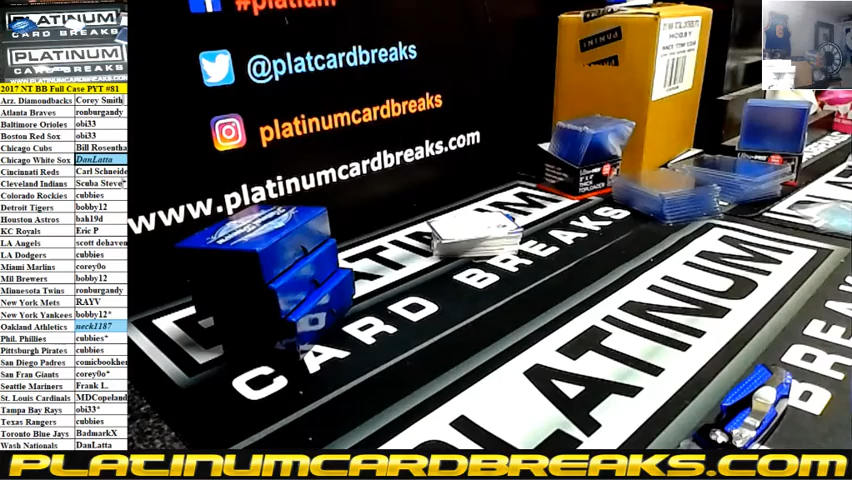 PLATINUM
CARD BREAKS
PLATINUM
CARD BREAKS
2017 NT BB Full Case PYT #81
Arz. Diamondbacks Corey Smith
Atlanta Braves ronburgandy
Baltimore Orioles obi33
Boston Red Sox obi33
Chicago Cubs Bill Rosentha
Chicago White Sox DanLatta
Cincinnati Reds Carl Schneide
Cleveland Indians Scuba Steve*
Colorado Rockies cubbies
Detroit Tigers bobby12
Houston Astros bah19d
KC Royals Eric P
LA Angels scott dehaven
LA Dodgers cubbies
Miami Marlins corey0o
Mil Brewers bobby12
Minnesota Twins ronburgandy
New York Mets RAYV
New York Yankees bobby12*
Oakland Athletics neck1187
Phil. Phillies cubbies*
Pittsburgh Pirates cubbies
San Diego Padres comicbookher
San Fran Giants corey0o*
Seattle Mariners Frank L.
St. Louis Cardinals MDCopeland
Tampa Bay Rays obi33*
Texas Rangers cubbies
Toronto Blue Jays BadmarkX
Wash Nationals DanLatta
@platcardbreaks
platinumcardbreaks
www.platinumcardbreaks.com
PLATINUM
CARD BREAKS
PLATINUM
BREAKS
PLATINUMCARDBREAKS.COM